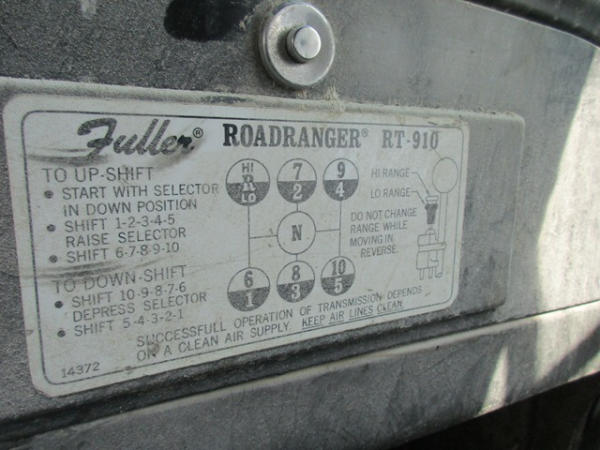 Fuller® ROADRANGER® RT-910
TO UP-SHIFT
• START WITH SELECTOR
IN DOWN POSITION
• SHIFT 1-2-3-4-5
RAISE SELECTOR
• SHIFT 6-7-8-9-10
TO DOWN-SHIFT
• SHIFT 10-9-8-7-6
DEPRESS SELECTOR
• SHIFT 5-4-3-2-1
HI
R
LO
7
2
9
4
N
6
1
8
3
10
5
HI RANGE
LO RANGE
DO NOT CHANGE
RANGE WHILE
MOVING IN
REVERSE.
SUCCESSFULL OPERATION OF TRANSMISSION DEPENDS
ON A CLEAN AIR SUPPLY. KEEP AIR LINES CLEAN.
14372